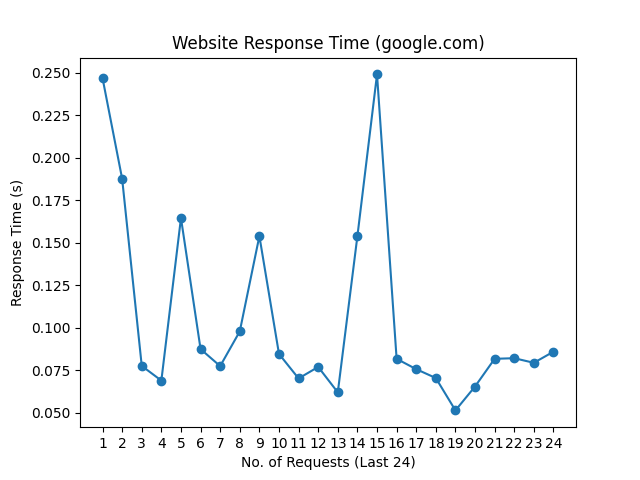 Website Response Time (google.com)
0.250
0.225
0.200
0.175
0.150
0.125
0.100
0.075
0.050
Response Time (s)
1 2 3 4 5 6 7 8 9 10 11 12 13 14 15 16 17 18 19 20 21 22 23 24
No. of Requests (Last 24)